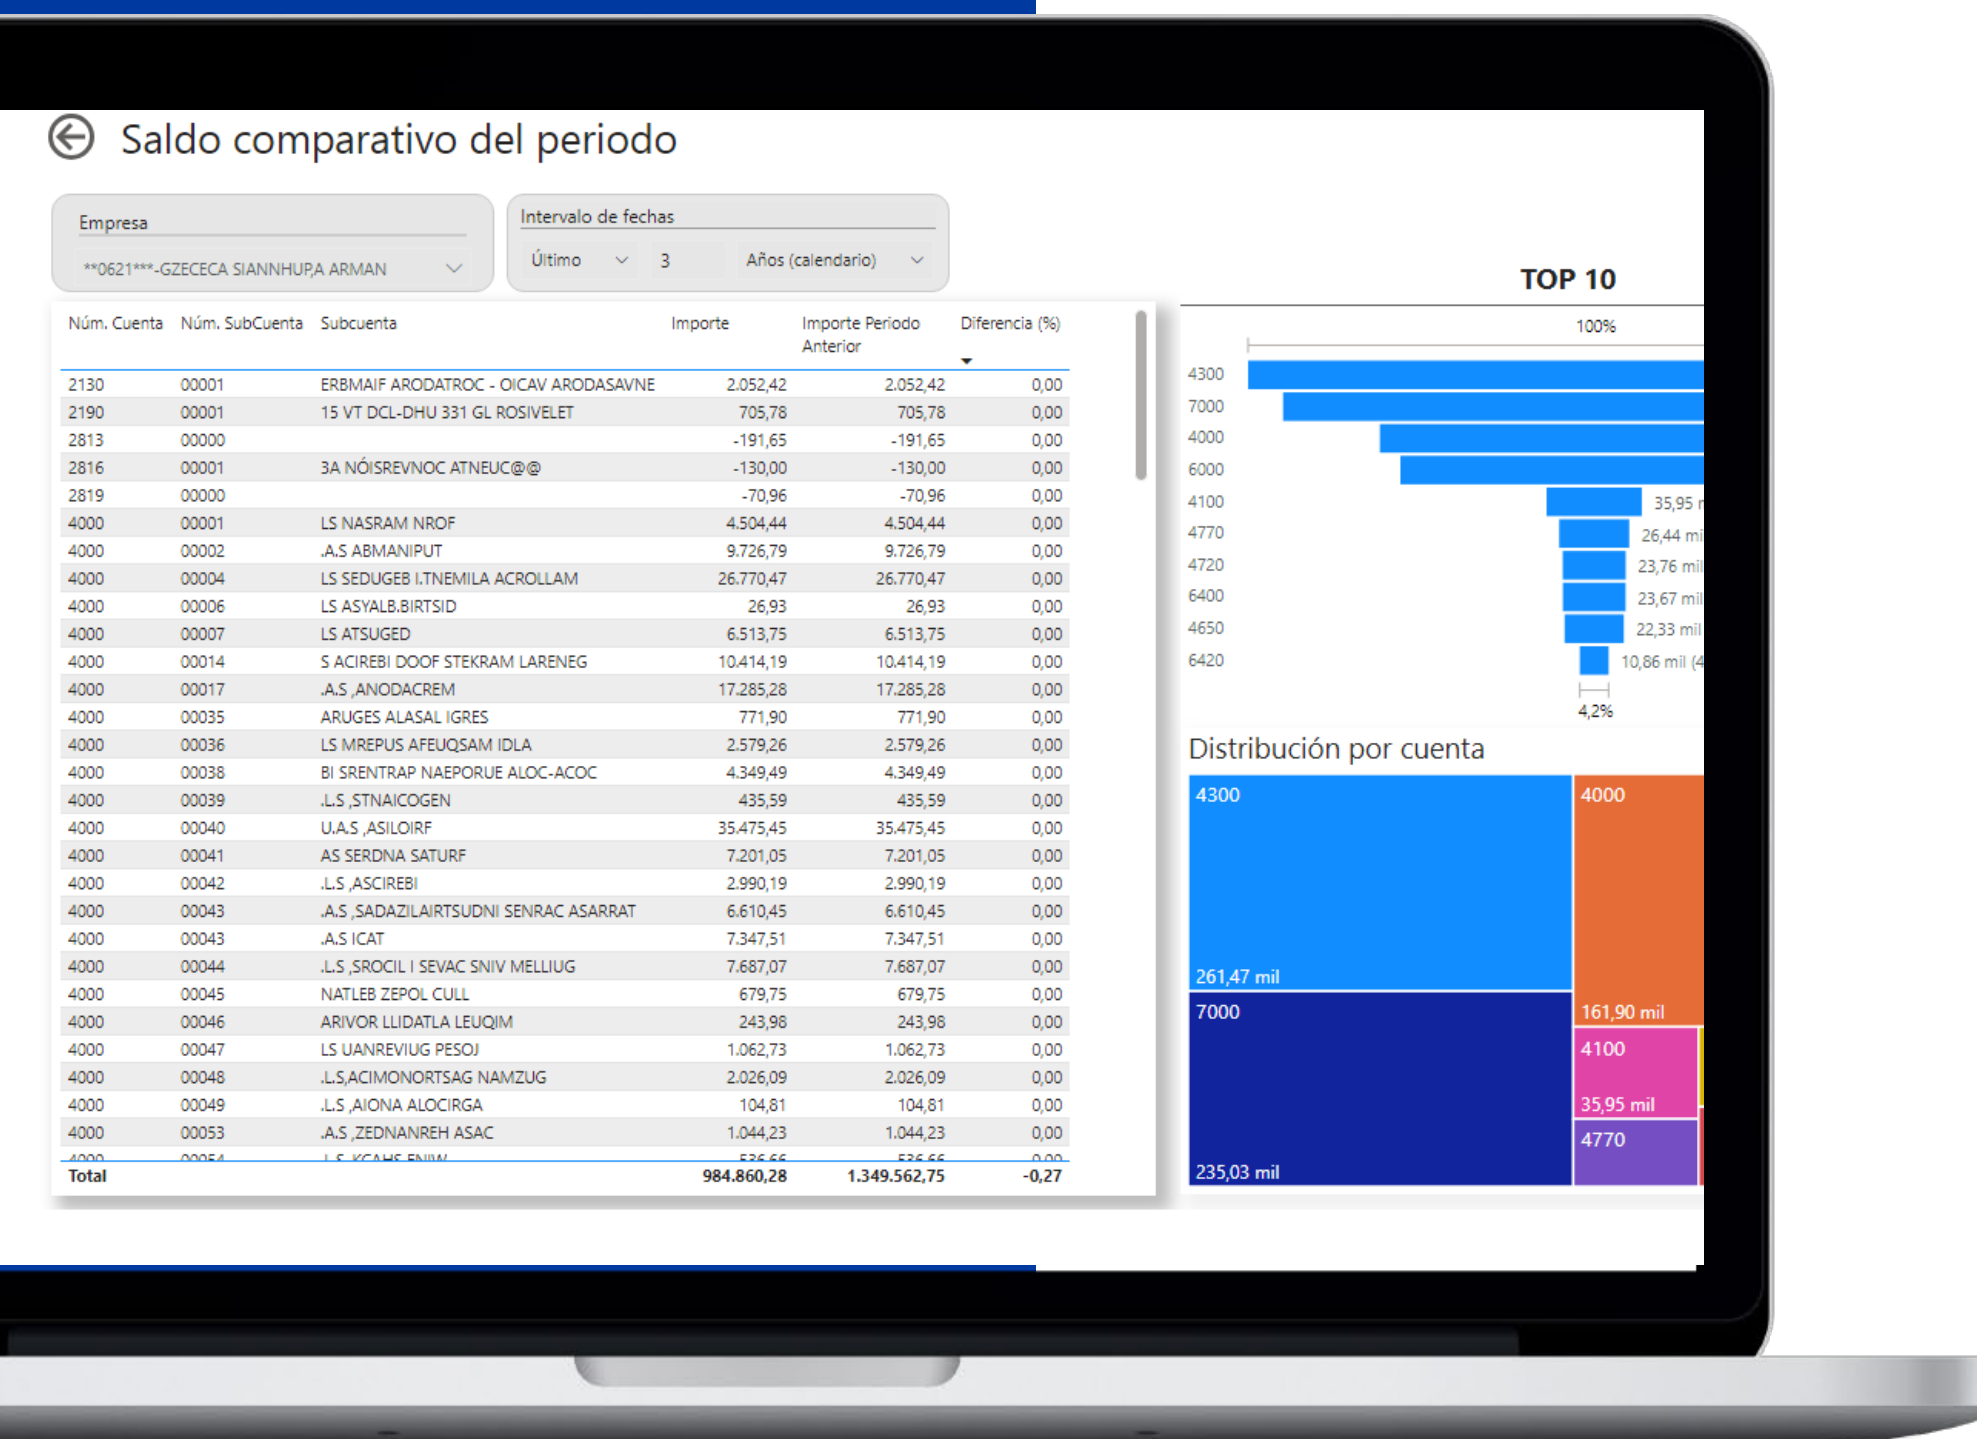 Saldo comparativo del periodo
Empresa
**0621***-GZECECA SIANNHUP,A ARMAN
Intervalo de fechas
Último 3 Años (calendario)
Núm. Cuenta Núm. SubCuenta Subcuenta Importe Importe Periodo Anterior Diferencia (%)
2130 00001 ERBMAIF ARODATROC - OICAV ARODASAVNE 2.052,42 2.052,42 0,00
2190 00001 15 VT DCL-DHU 331 GL ROSIVELET 705,78 705,78 0,00
2813 00000 -191,65 -191,65 0,00
2816 00001 3A NÓISREVNOC ATNEUC@@ -130,00 -130,00 0,00
2819 00000 -70,96 -70,96 0,00
4000 00001 LS NASRAM NROF 4.504,44 4.504,44 0,00
4000 00002 .A.S ABMANIPUT 9.726,79 9.726,79 0,00
4000 00004 LS SEDUGEB I.TNEMILA ACROLLAM 26.770,47 26.770,47 0,00
4000 00006 LS ASYALB.BIRTSID 26,93 26,93 0,00
4000 00007 LS ATSUGED 6.513,75 6.513,75 0,00
4000 00014 S ACIREBI DOOF STEKRAM LARENEG 10.414,19 10.414,19 0,00
4000 00017 .A.S ,ANODACREM 17.285,28 17.285,28 0,00
4000 00035 ARUGES ALASAL IGRES 771,90 771,90 0,00
4000 00036 LS MREPUS AFEUQSAM IDLA 2.579,26 2.579,26 0,00
4000 00038 BI SRENTRAP NAEPORUE ALOC-ACOC 4.349,49 4.349,49 0,00
4000 00039 .L.S ,STNAICOGEN 435,59 435,59 0,00
4000 00040 U.A.S ,ASILOIRF 35.475,45 35.475,45 0,00
4000 00041 AS SERDNA SATURF 7.201,05 7.201,05 0,00
4000 00042 .L.S ,ASCIREBI 2.990,19 2.990,19 0,00
4000 00043 .A.S ,SADAZILAIRTSUDNI SENRAC ASARRAT 6.610,45 6.610,45 0,00
4000 00043 .A.S ICAT 7.347,51 7.347,51 0,00
4000 00044 .L.S ,SROCIL I SEVAC SNIV MELLIUG 7.687,07 7.687,07 0,00
4000 00045 NATLEB ZEPOL CULL 679,75 679,75 0,00
4000 00046 ARIVOR LLIDATLA LEUQIM 243,98 243,98 0,00
4000 00047 LS UANREVIUG PESOJ 1.062,73 1.062,73 0,00
4000 00048 .L.S,ACIMONORTSAG NAMZUG 2.026,09 2.026,09 0,00
4000 00049 .L.S ,AIONA ALOCIRGA 104,81 104,81 0,00
4000 00053 .A.S ,ZEDNANREH ASAC 1.044,23 1.044,23 0,00
Total 984.860,28 1.349.562,75 -0,27
TOP 10
100%
4300
7000
4000
6000
4100 35,95
4770 26,44 mil
4720 23,76 mil
6400 23,67 mil
4650 22,33 mil
6420 10,86 mil (4
4,2%
Distribución por cuenta
4300
261,47 mil
7000
235,03 mil
4000
161,90 mil
4100
35,95 mil
4770